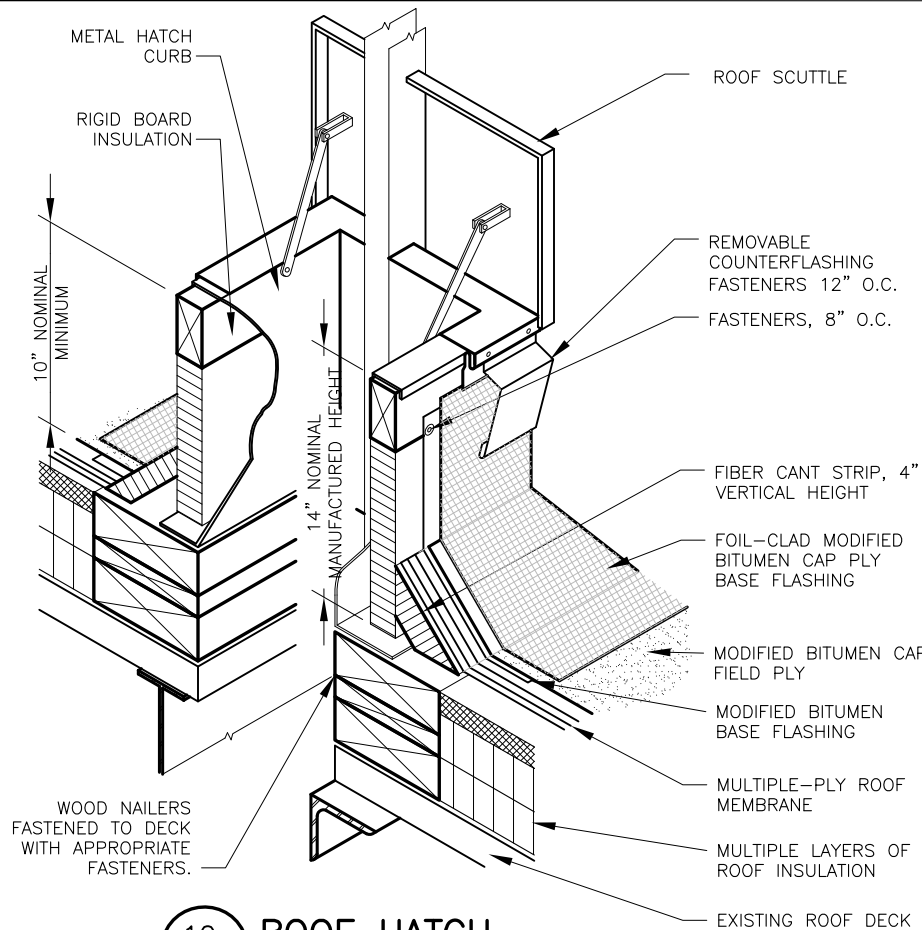 METAL HATCH
CURB
RIGID BOARD
INSULATION
10" NOMINAL
MINIMUM
14" NOMINAL
MANUFACTURED HEIGHT
WOOD NAILERS
FASTENED TO DECK
WITH APPROPRIATE
FASTENERS.
ROOF SCUTTLE
REMOVABLE
COUNTERFLASHING
FASTENERS 12" O.C.
FASTENERS, 8" O.C.
FIBER CANT STRIP, 4"
VERTICAL HEIGHT
FOIL-CLAD MODIFIED
BITUMEN CAP PLY
BASE FLASHING
MODIFIED BITUMEN CAP
FIELD PLY
MODIFIED BITUMEN
BASE FLASHING
MULTIPLE-PLY ROOF
MEMBRANE
MULTIPLE LAYERS OF
ROOF INSULATION
EXISTING ROOF DECK
ROOF HATCH